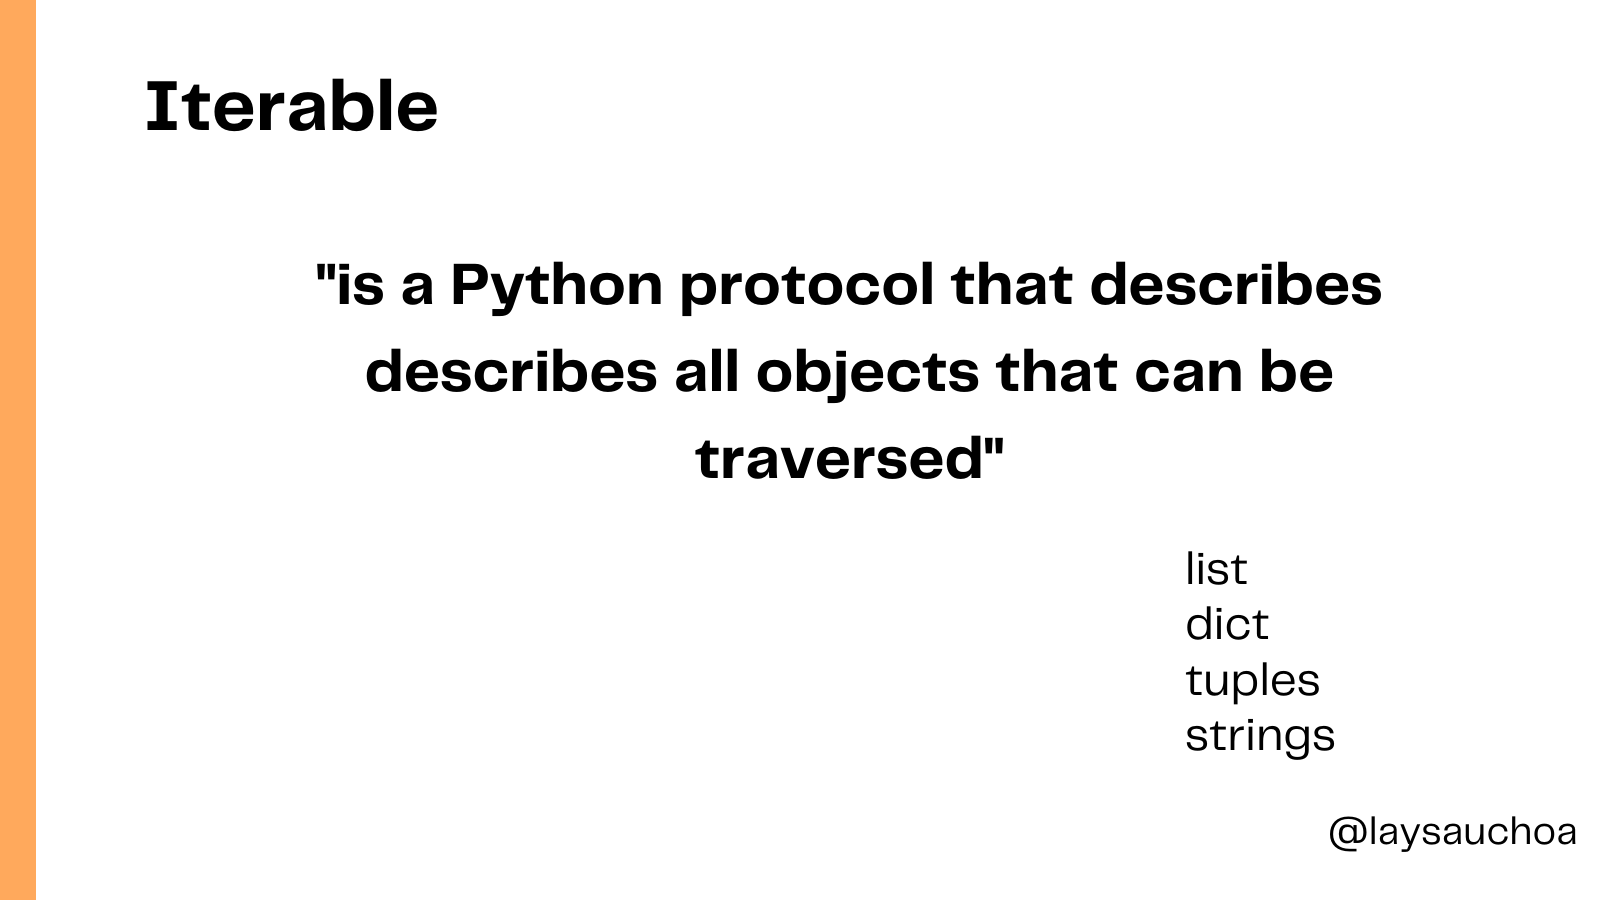 Iterable
"is a Python protocol that describes
describes all objects that can be
traversed"
list
dict
tuples
strings
@laysauchoa